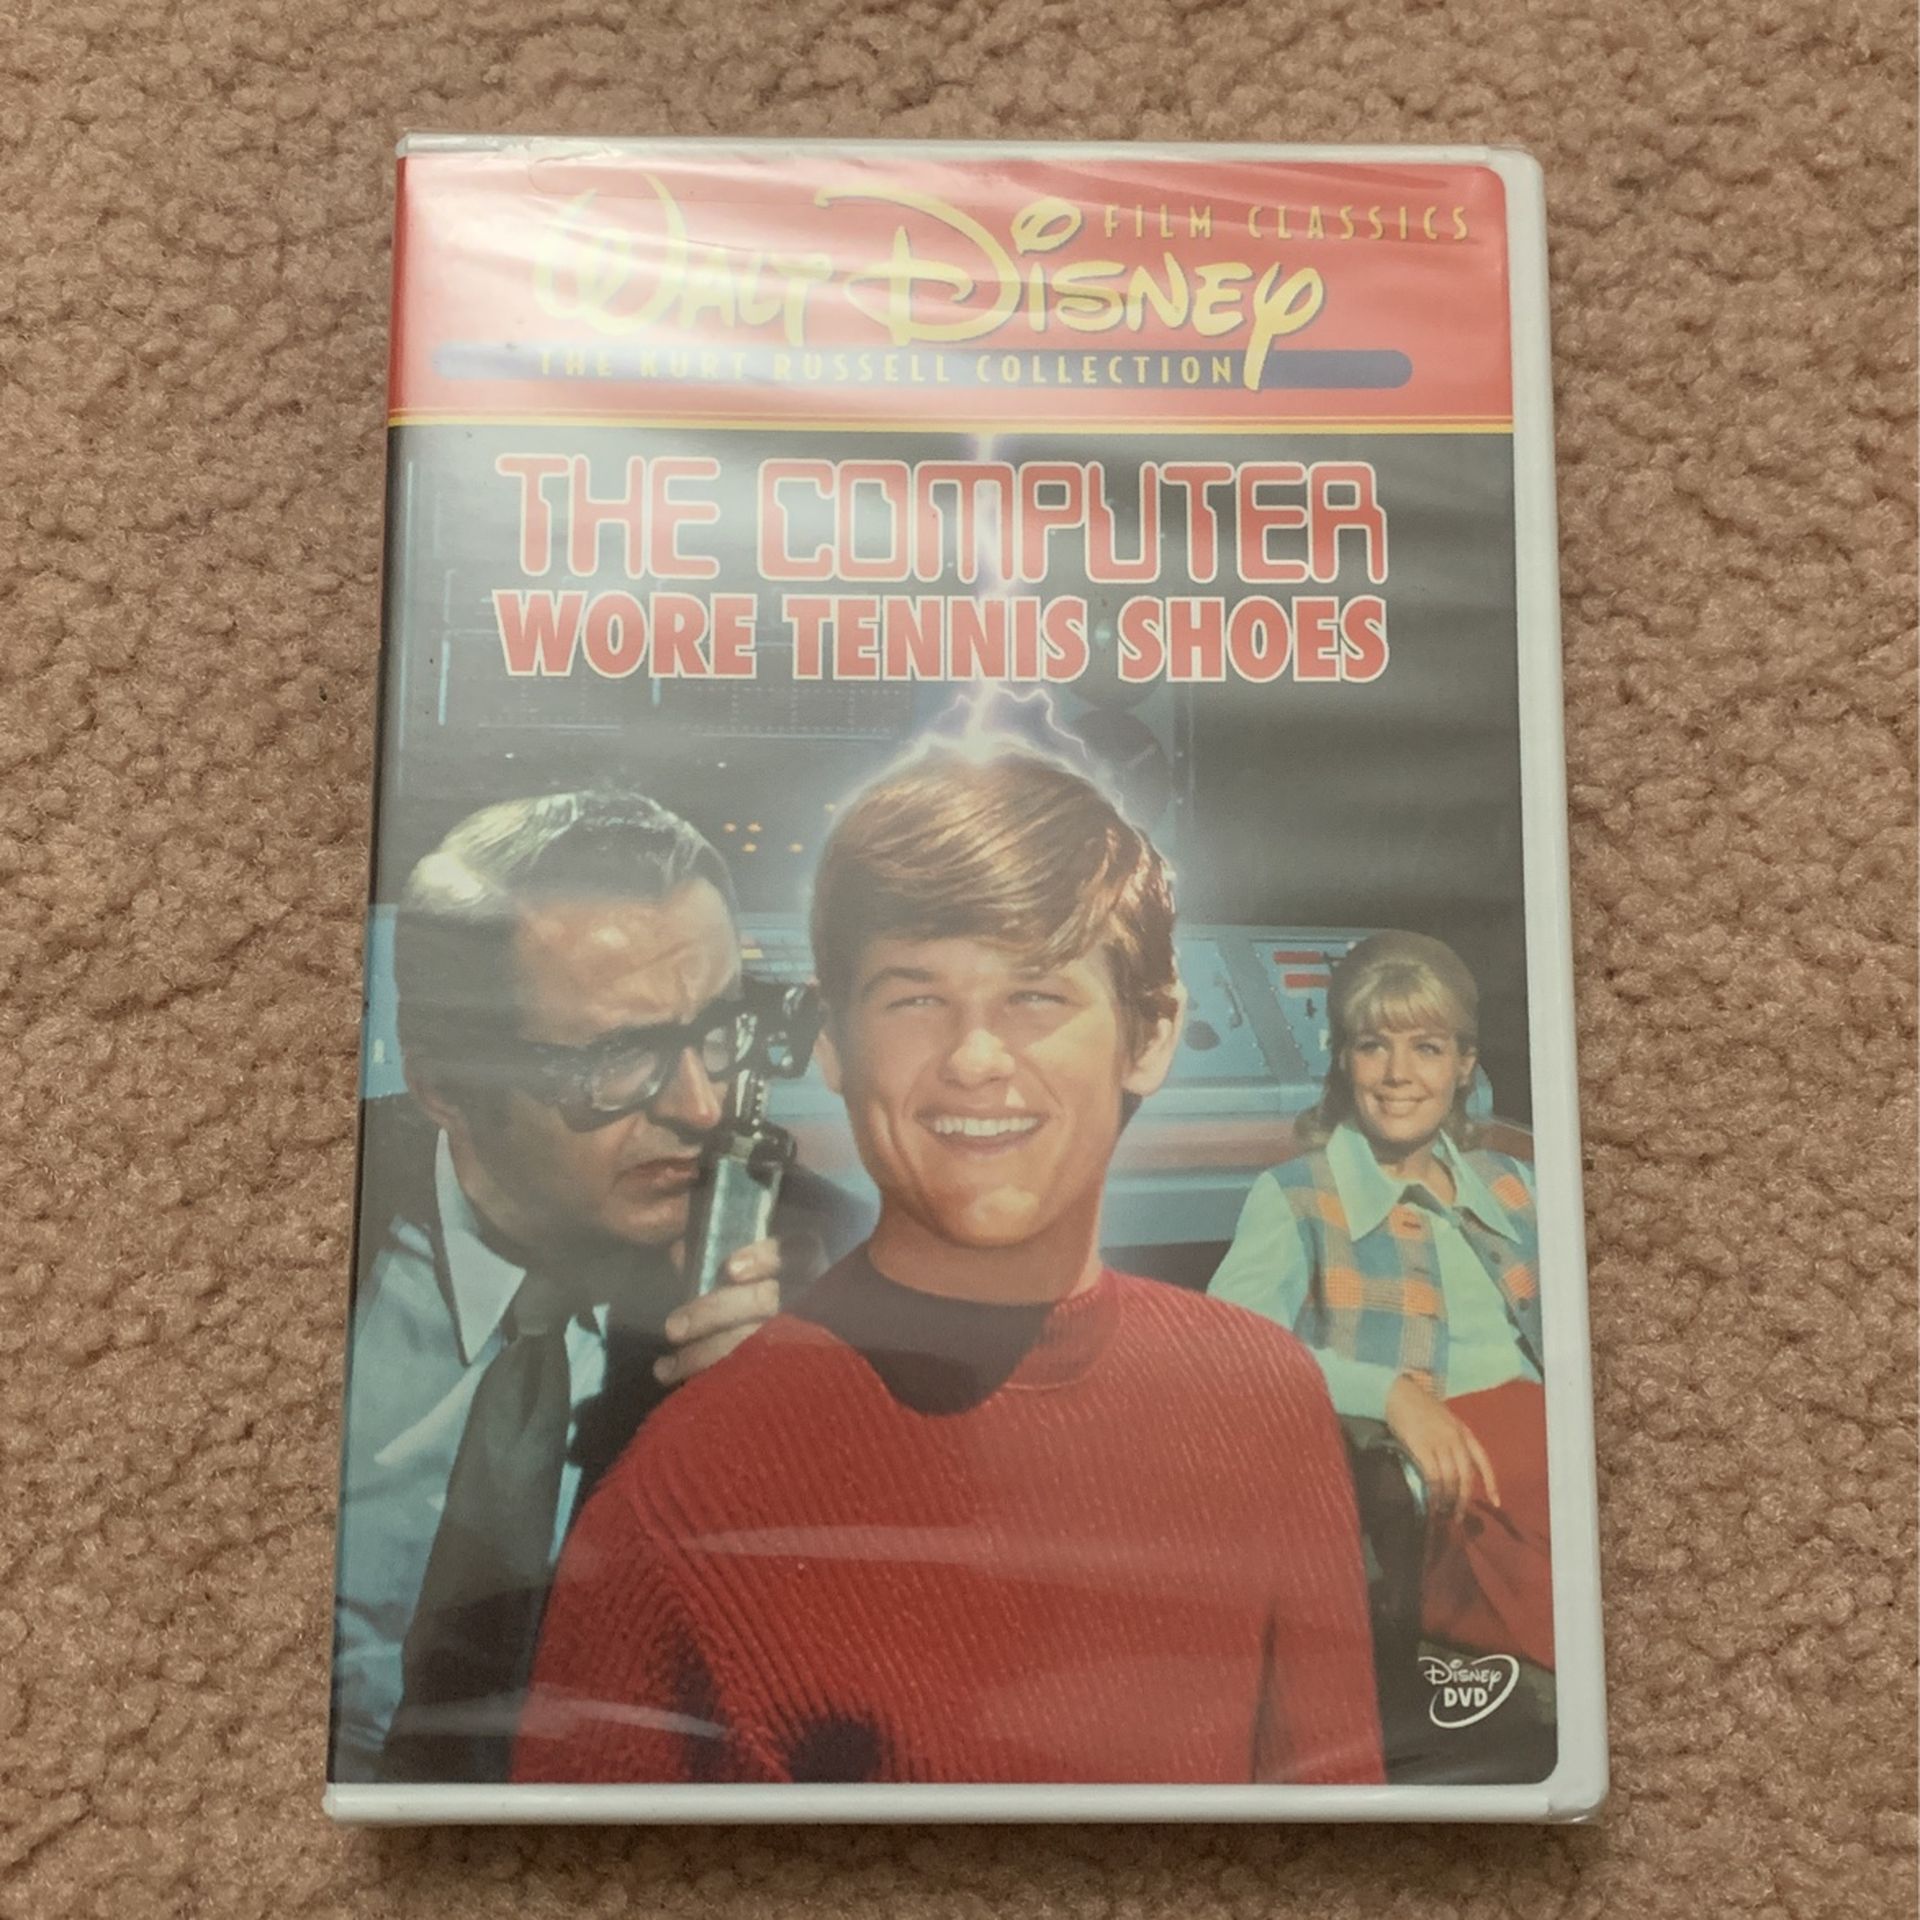 FILM CLASSICS
WALT DISNEY
THE KURT RUSSELL COLLECTION
THE COMPUTER
WORE TENNIS SHOES
DISNEY
DVD